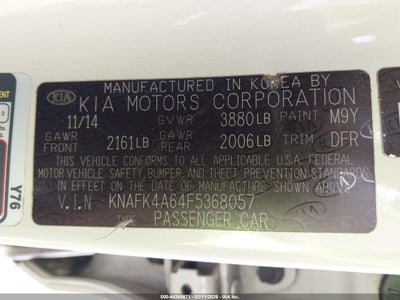 MANUFACTURED IN KOREA BY
KIA KIA MOTORS CORPORATION
11/14 GVWR 3880LB PAINT M9Y
GAWR FRONT 2161LB GAWR REAR 2006LB TRIM DFR
THIS VEHICLE CONFORMS TO ALL APPLICABLE U.S.A. FEDERAL
MOTOR VEHICLE SAFETY, BUMPER, AND THEFT PREVENTION STANDARDS
IN EFFECT ON THE DATE OF MANUFACTURE SHOWN ABOVE.
V.I.N KNAFK4A64F5368057
TYPE PASSENGER CAR
Y76